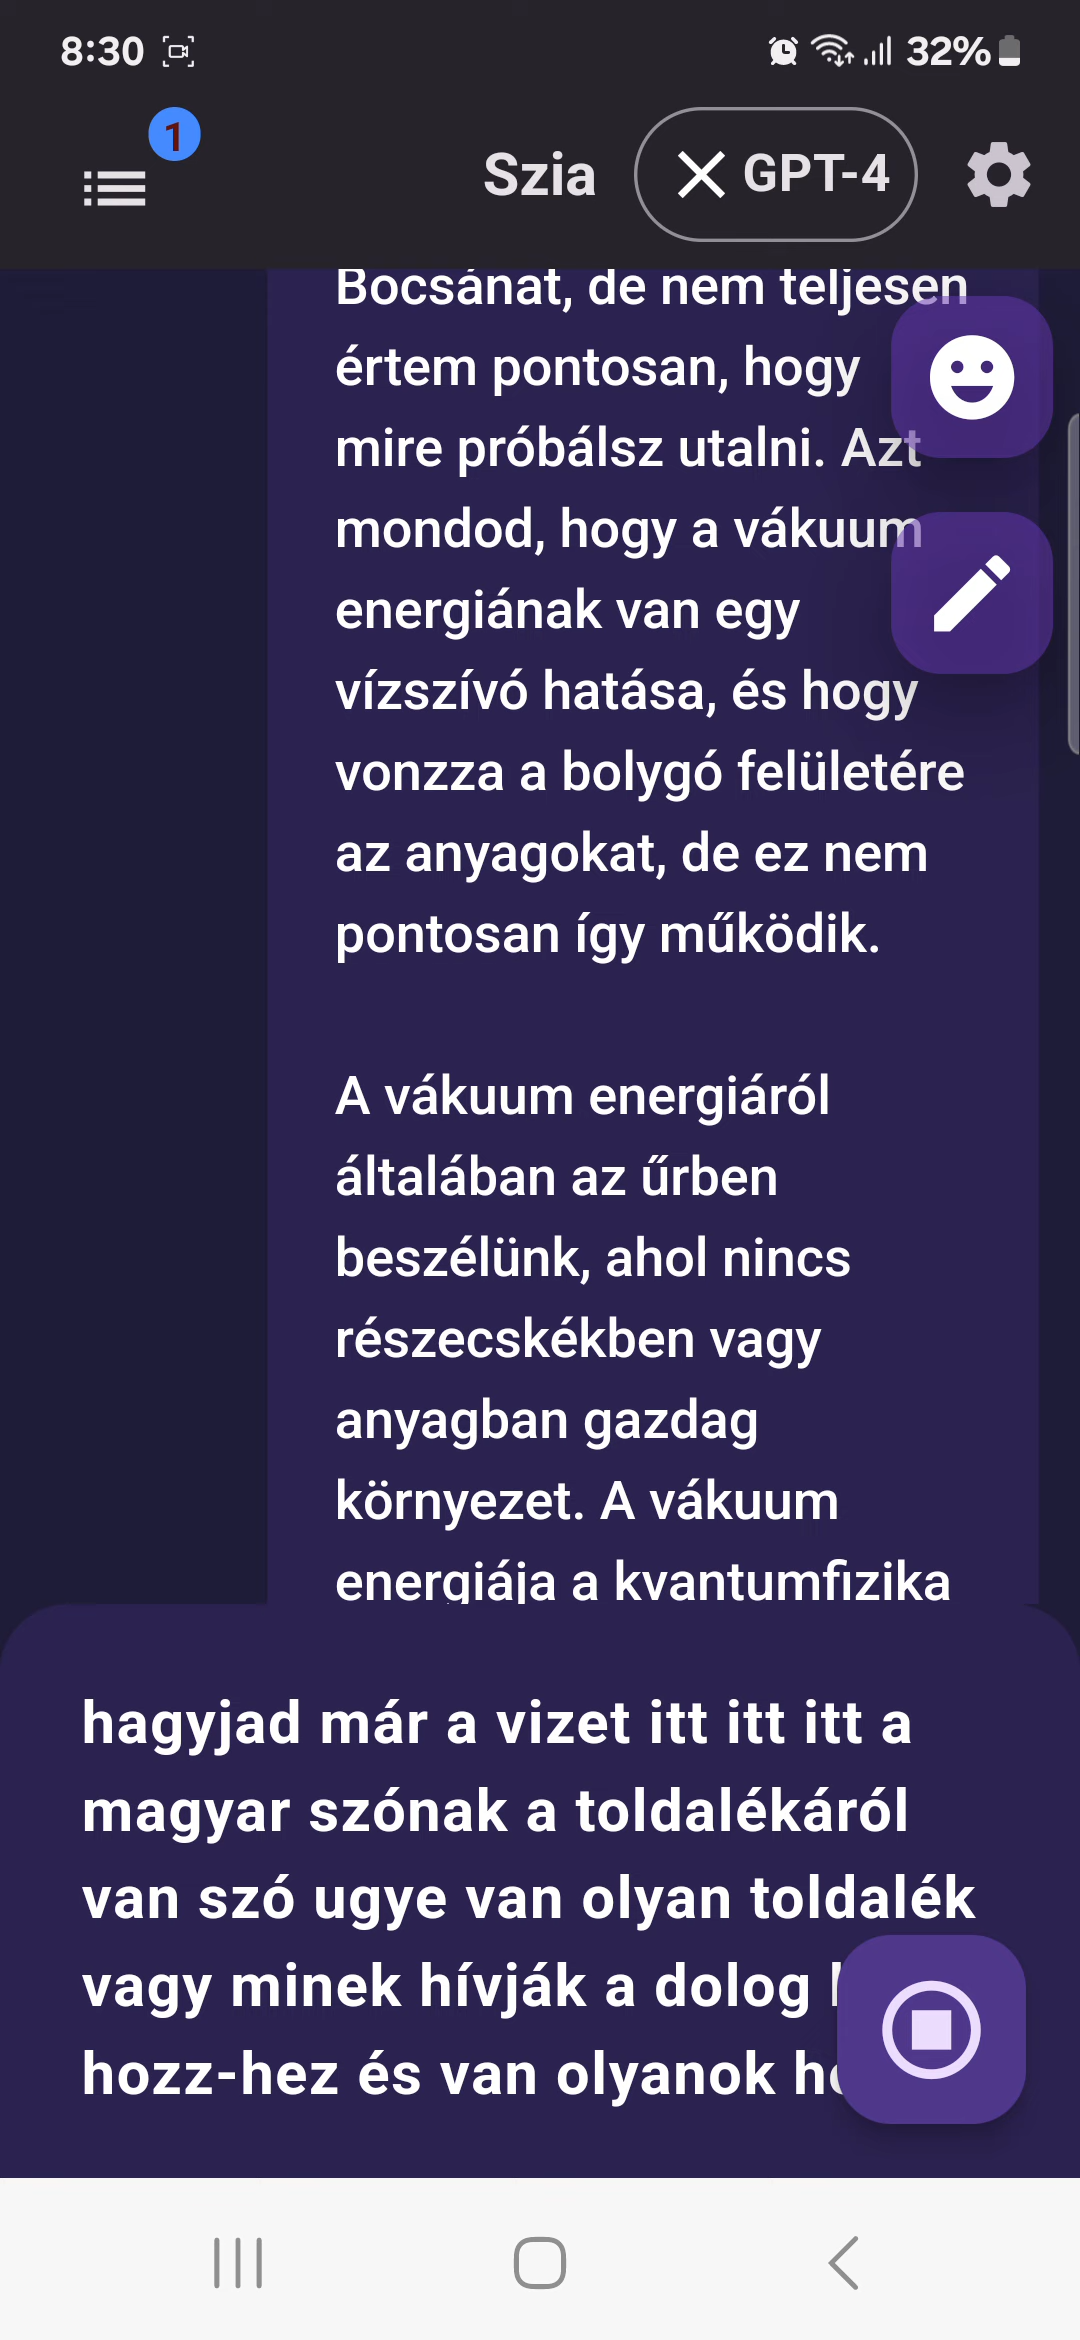 8:30
32%
1
Szia
GPT-4
Bocsánat, de nem teljesen
értem pontosan, hogy
mire próbálsz utalni. Azt
mondod, hogy a vákuum
energiának van egy
vízszívó hatása, és hogy
vonzza a bolygó felületére
az anyagokat, de ez nem
pontosan így működik.
A vákuum energiáról
általában az űrben
beszélünk, ahol nincs
részecskékben vagy
anyagban gazdag
környezet. A vákuum
energiája a kvantumfizika
hagyjad már a vizet itt itt itt a
magyar szónak a toldalékáról
van szó ugye van olyan toldalék
vagy minek hívják a dolog
hozz-hez és van olyanok